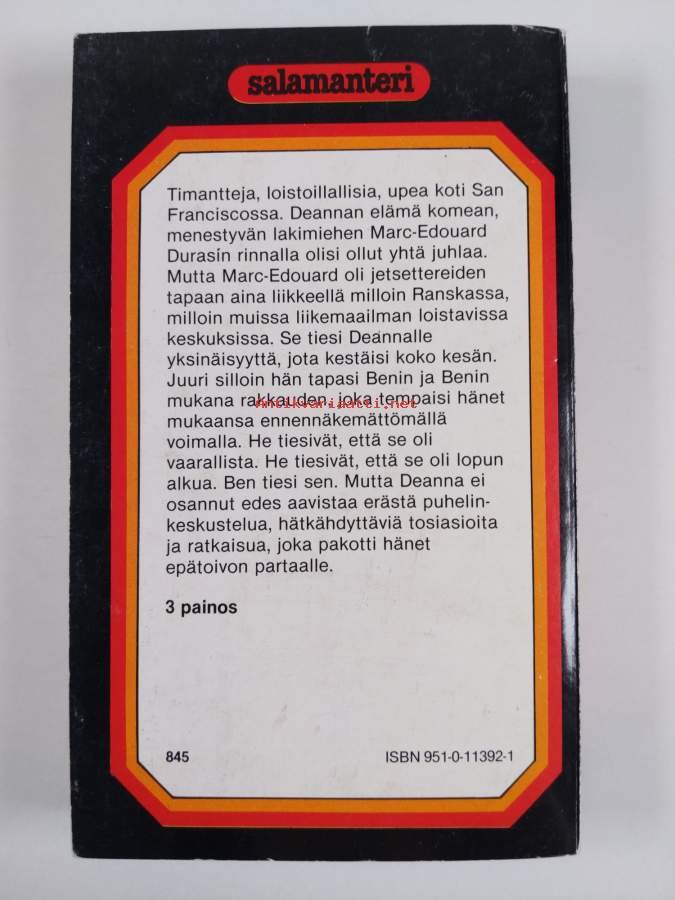 salamanteri
Timantteja, loistoillallisia, upea koti San
Franciscossa. Deannan elämä komean,
menestyvän lakimiehen Marc-Edouard
Durasin rinnalla olisi ollut yhtä juhlaa.
Mutta Marc-Edouard oli jetsettereiden
tapaan aina liikkeellä milloin Ranskassa,
milloin muissa liikemaailman loistavissa
keskuksissa. Se tiesi Deannalle
yksinäisyyttä, jota kestäisi koko kesän.
Juuri silloin hän tapasi Benin ja Benin
mukana rakkauden, joka tempaisi hänet
Antikvariaatti.net
mukaansa ennennäkemättömällä
voimalla. He tiesivät, että se oli
vaarallista. He tiesivät, että se oli lopun
alkua. Ben tiesi sen. Mutta Deanna ei
osannut edes aavistaa erästä puhelin-
keskustelua, hätkähdyttäviä tosiasioita
ja ratkaisua, joka pakotti hänet
epätoivon partaalle.
3 painos
845 ISBN 951-0-11392-1